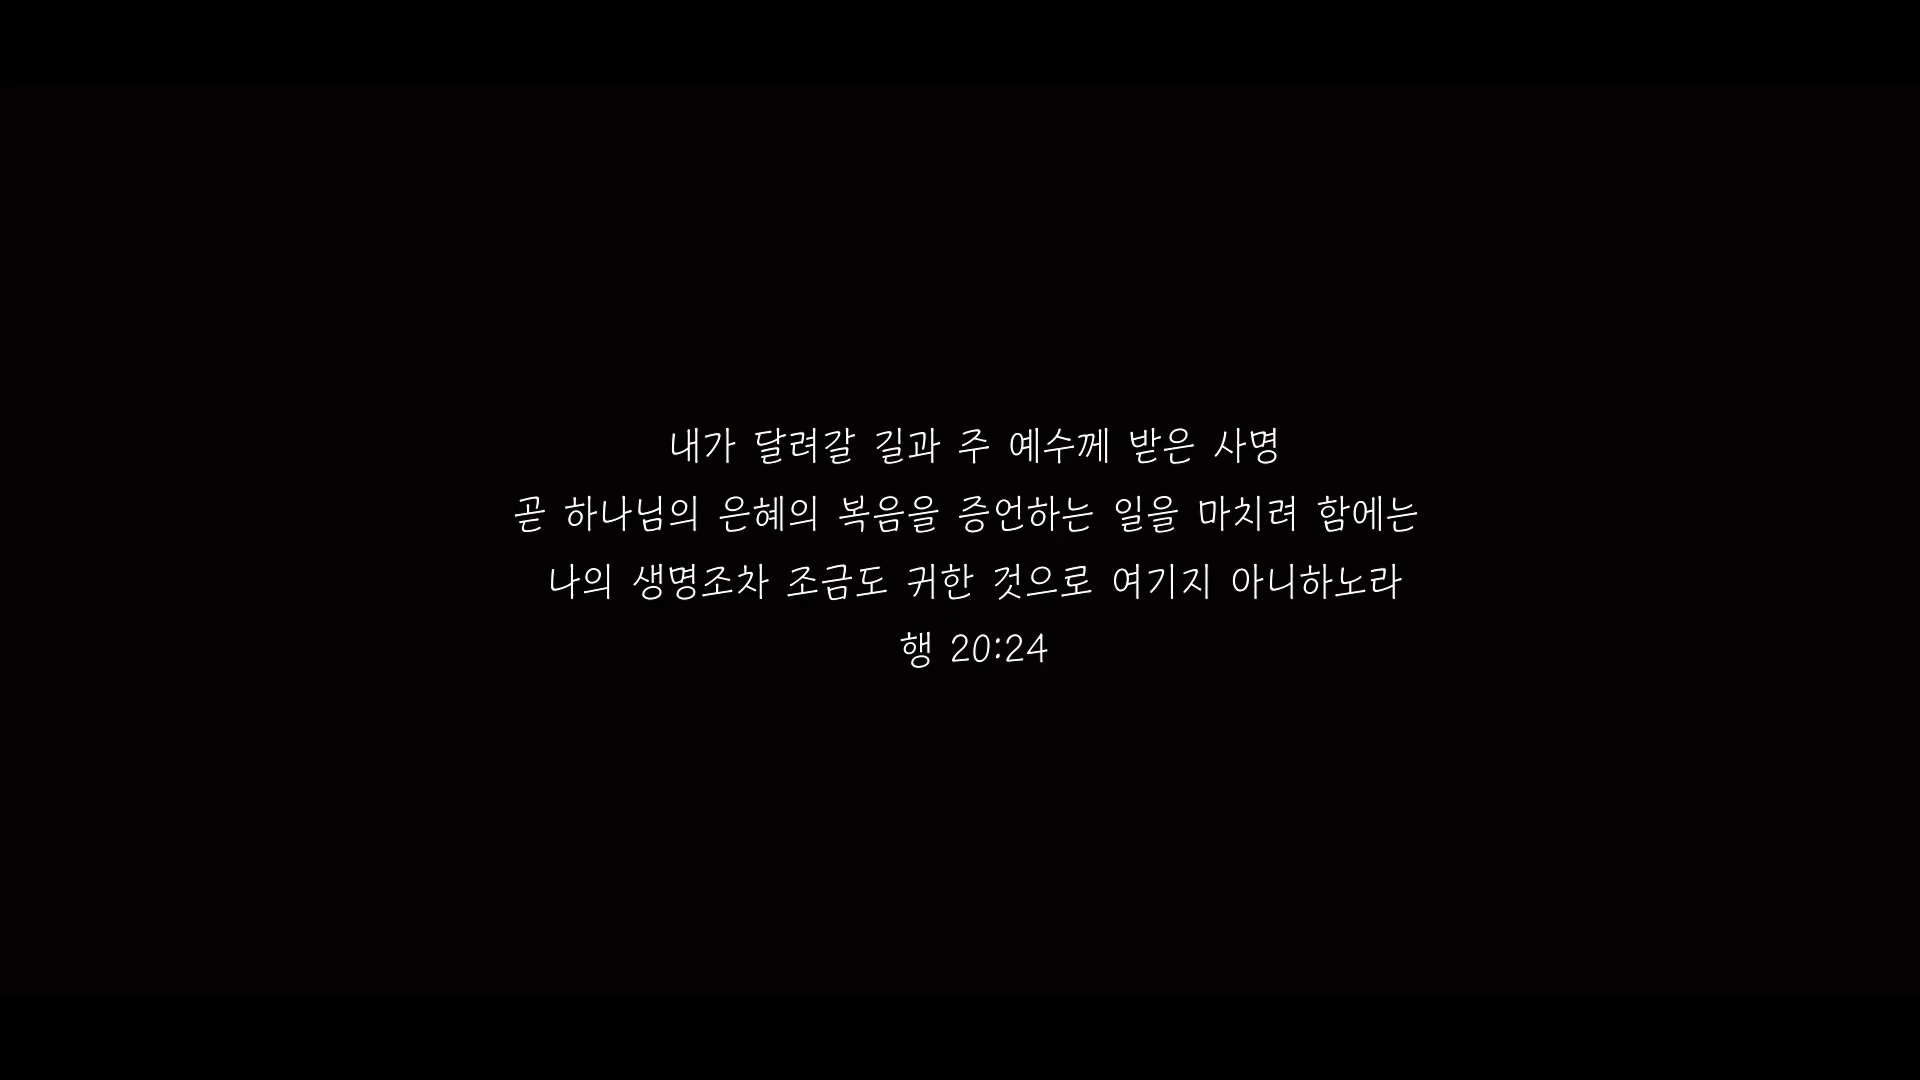 내가 달려갈 길과 주 예수께 받은 사명
곧 하나님의 은혜의 복음을 증언하는 일을 마치려 함에는
나의 생명조차 조금도 귀한 것으로 여기지 아니하노라
행 20:24